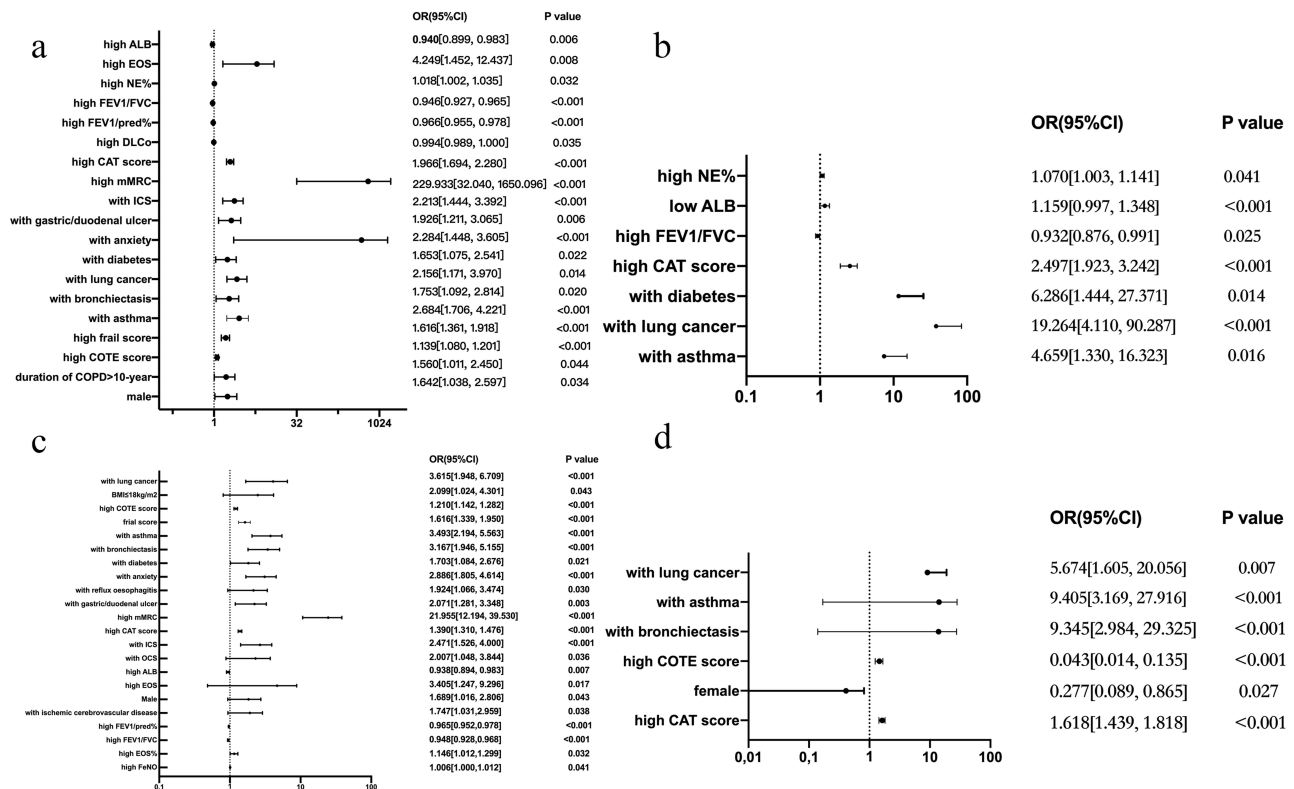 a
OR(95%CI) P value
high ALB 0.940[0.899, 0.983] 0.006
high EOS 4.249[1.452, 12.437] 0.008
high NE% 1.018[1.002, 1.035] 0.032
high FEV1/FVC 0.946[0.927, 0.965] <0.001
high FEV1/pred% 0.966[0.955, 0.978] <0.001
high DLCo 0.994[0.989, 1.000] 0.035
high CAT score 1.966[1.694, 2.280] <0.001
high mMRC 229.933[32.040, 1650.096] <0.001
with ICS 2.213[1.444, 3.392] <0.001
with gastric/duodenal ulcer 1.926[1.211, 3.065] 0.006
with anxiety 2.284[1.448, 3.605] <0.001
with diabetes 1.653[1.075, 2.541] 0.022
with lung cancer 2.156[1.171, 3.970] 0.014
with bronchiectasis 1.753[1.092, 2.814] 0.020
with asthma 2.684[1.706, 4.221] <0.001
high frail score 1.616[1.361, 1.918] <0.001
high COTE score 1.139[1.080, 1.201] <0.001
duration of COPD>10-year 1.560[1.011, 2.450] 0.044
male 1.642[1.038, 2.597] 0.034
1 32 1024
b
OR(95%CI) P value
high NE% 1.070[1.003, 1.141] 0.041
low ALB 1.159[0.997, 1.348] <0.001
high FEV1/FVC 0.932[0.876, 0.991] 0.025
high CAT score 2.497[1.923, 3.242] <0.001
with diabetes 6.286[1.444, 27.371] 0.014
with lung cancer 19.264[4.110, 90.287] <0.001
with asthma 4.659[1.330, 16.323] 0.016
0.1 1 10 100
c
OR(95%CI) P value
with lung cancer 3.615[1.948, 6.709] <0.001
BMI≤18kg/m2 2.099[1.024, 4.301] 0.043
high COTE score 1.210[1.142, 1.282] <0.001
frial score 1.616[1.339, 1.950] <0.001
with asthma 3.493[2.194, 5.563] <0.001
with bronchiectasis 3.167[1.946, 5.155] <0.001
with diabetes 1.703[1.084, 2.676] 0.021
with anxiety 2.886[1.805, 4.614] <0.001
with reflux oesophagitis 1.924[1.066, 3.474] 0.030
with gastric/duodenal ulcer 2.071[1.281, 3.348] 0.003
high mMRC 21.955[12.194, 39.530] <0.001
high CAT score 1.390[1.310, 1.476] <0.001
with ICS 2.471[1.526, 4.000] <0.001
with OCS 2.007[1.048, 3.844] 0.036
high ALB 0.938[0.894, 0.983] 0.007
high EOS 3.405[1.247, 9.296] 0.017
Male 1.689[1.016, 2.806] 0.043
with ischemic cerebrovascular disease 1.747[1.031,2.959] 0.038
high FEV1/pred% 0.965[0.952,0.978] <0.001
high FEV1/FVC 0.948[0.928,0.968] <0.001
high EOS% 1.146[1.012,1.299] 0.032
high FeNO 1.006[1.000,1.012] 0.041
0.1 1 10 100
d
OR(95%CI) P value
with lung cancer 5.674[1.605, 20.056] 0.007
with asthma 9.405[3.169, 27.916] <0.001
with bronchiectasis 9.345[2.984, 29.325] <0.001
high COTE score 0.043[0.014, 0.135] <0.001
female 0.277[0.089, 0.865] 0.027
high CAT score 1.618[1.439, 1.818] <0.001
0,01 0,1 1 10 100